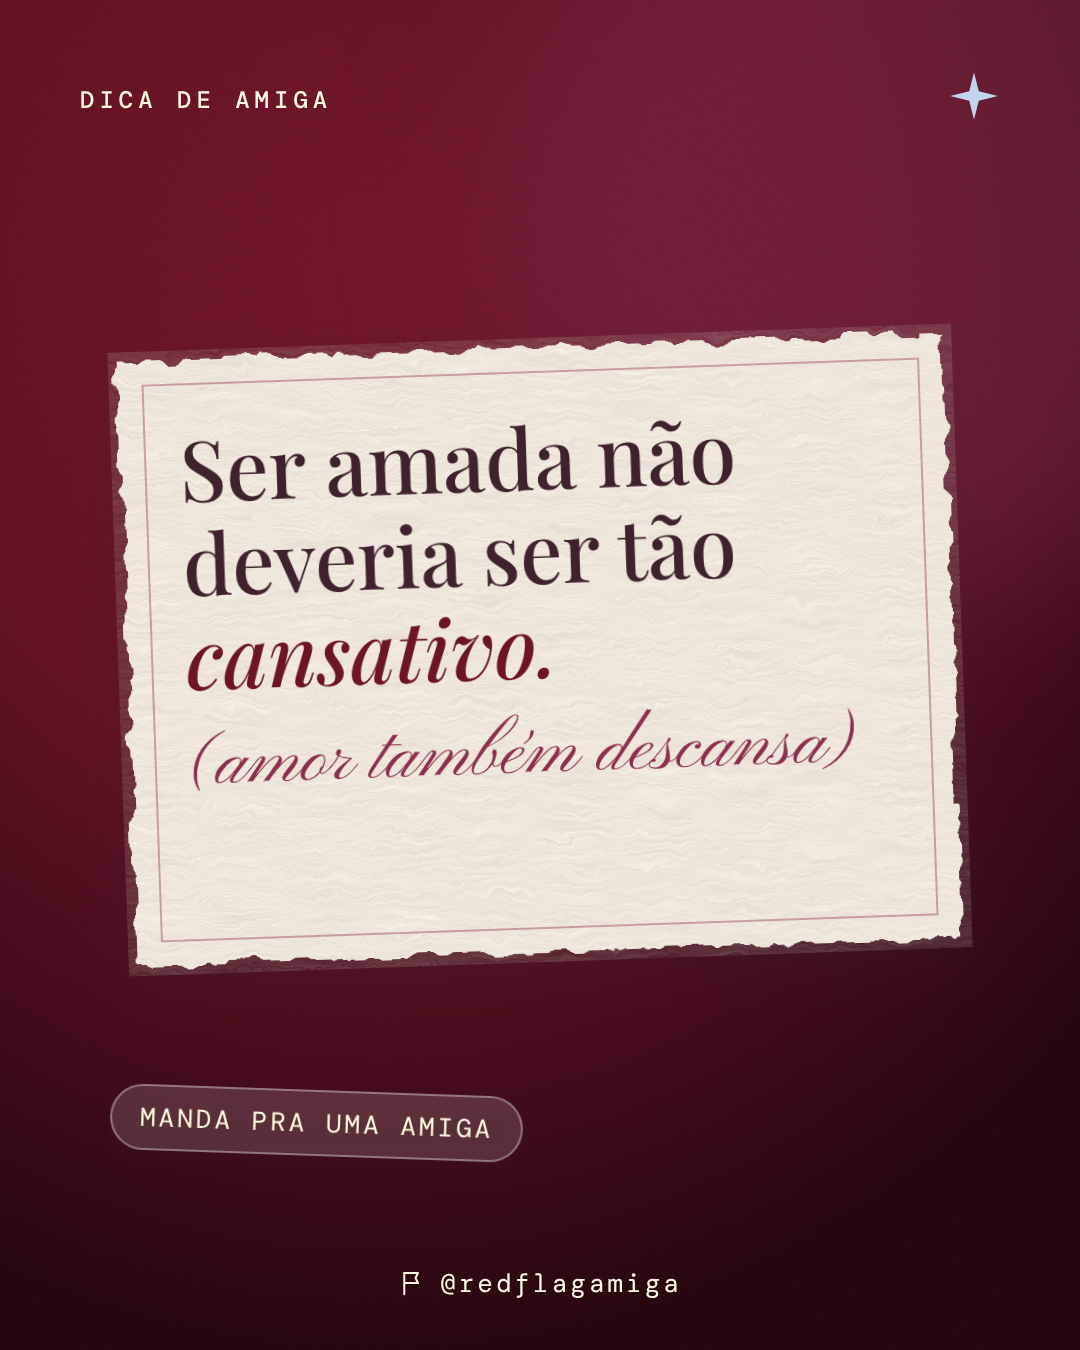 DICA DE AMIGA
Ser amada não
deveria ser tão
cansativo.
(amor também descansa)
MANDA PRA UMA AMIGA
@redflagamiga